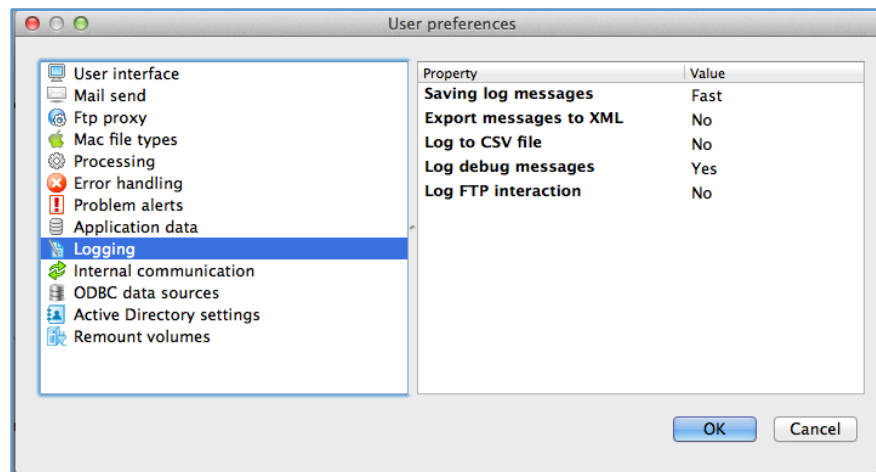 User preferences
User interface
Mail send
Ftp proxy
Mac file types
Processing
Error handling
Problem alerts
Application data
Logging
Internal communication
ODBC data sources
Active Directory settings
Remount volumes
Property Value
Saving log messages Fast
Export messages to XML No
Log to CSV file No
Log debug messages Yes
Log FTP interaction No
OK Cancel